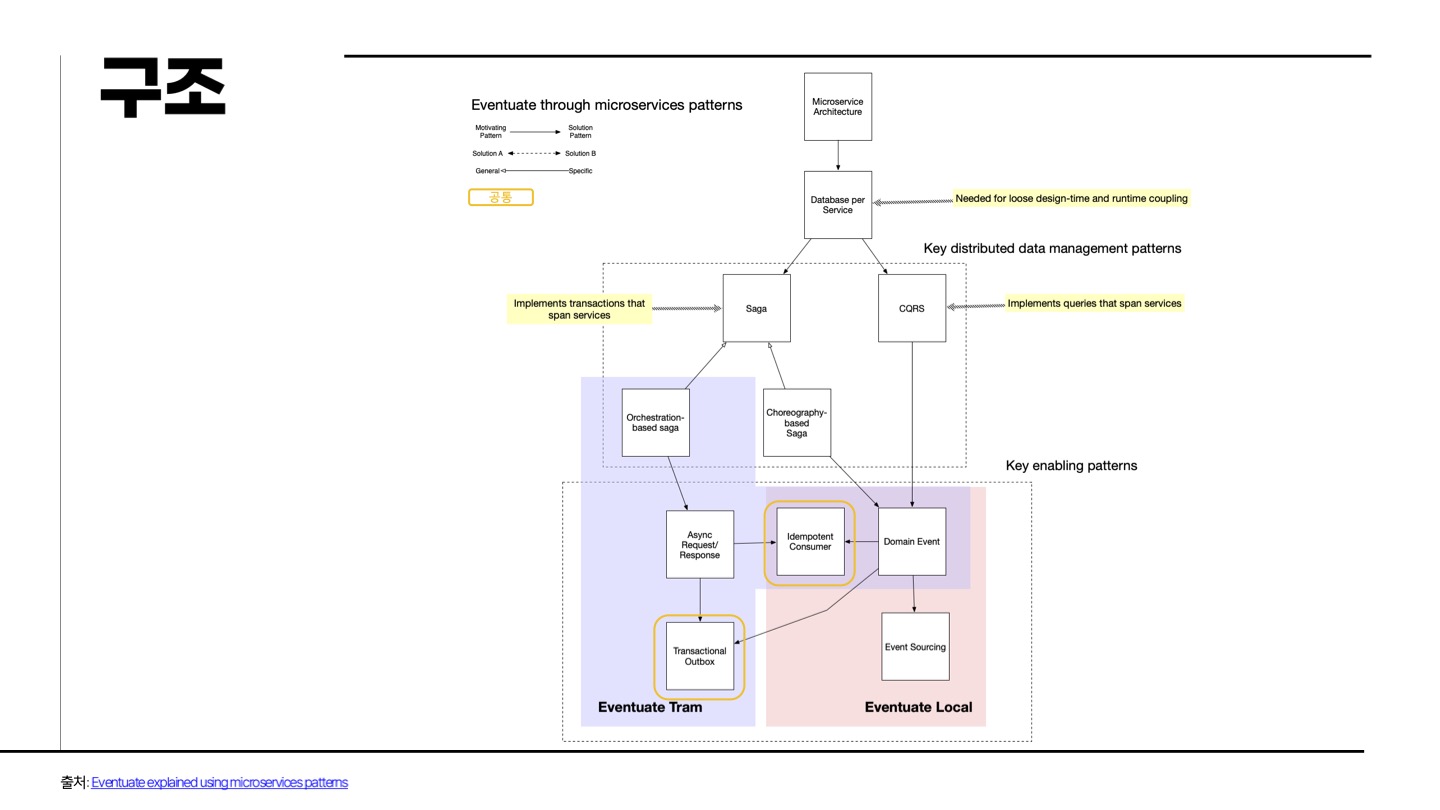 구조
Eventuate through microservices patterns
Motivating
Pattern
Solution
Pattern
Solution A
Solution B
General
Specific
공통
Microservice
Architecture
Database per
Service
Needed for loose design-time and runtime coupling
Key distributed data management patterns
Implements transactions that
span services
Saga
CQRS
Implements queries that span services
Orchestration-
based saga
Choreography-
based
Saga
Key enabling patterns
Async
Request/
Response
Idempotent
Consumer
Domain Event
Transactional
Outbox
Event Sourcing
Eventuate Tram
Eventuate Local
출처: Eventuate explained using microservices patterns